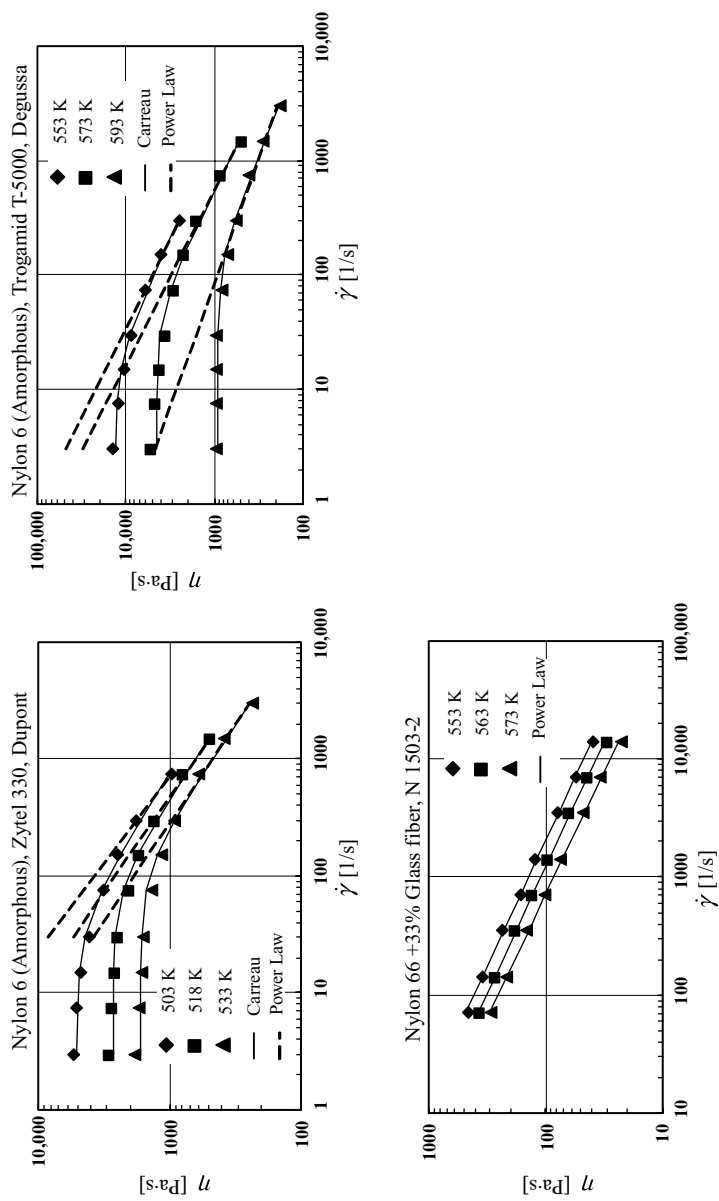 Nylon 6 (Amorphous), Zytel 330, Dupont
10,000
1000
100
η [Pa·s]
1
10
100
1000
10,000
γ̇ [1/s]
503 K
518 K
533 K
Carreau
Power Law
Nylon 6 (Amorphous), Trogamid T-5000, Degussa
100,000
10,000
1000
100
η [Pa·s]
1
10
100
1000
10,000
γ̇ [1/s]
553 K
573 K
593 K
Carreau
Power Law
Nylon 66 +33% Glass fiber, N 1503-2
1000
100
10
η [Pa·s]
10
100
1000
10,000
100,000
γ̇ [1/s]
553 K
563 K
573 K
Power Law